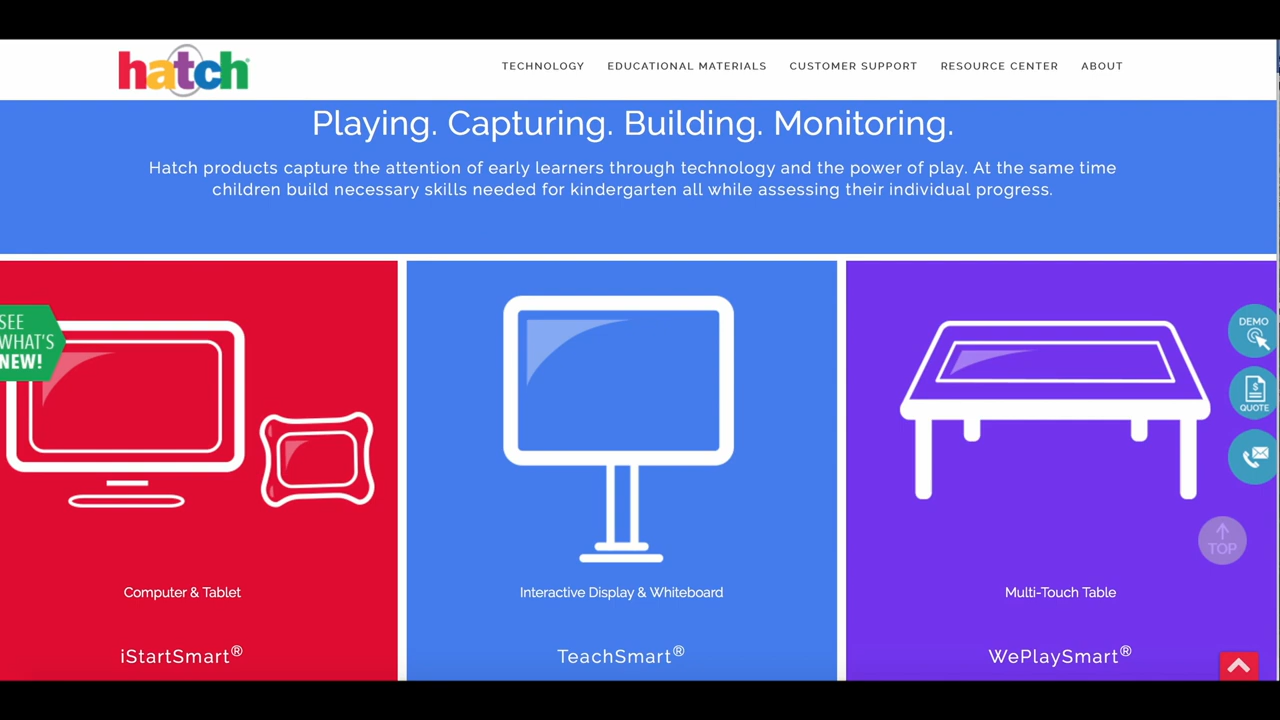 hatch
TECHNOLOGY
EDUCATIONAL MATERIALS
CUSTOMER SUPPORT
RESOURCE CENTER
ABOUT
Playing. Capturing. Building. Monitoring.
Hatch products capture the attention of early learners through technology and the power of play. At the same time
children build necessary skills needed for kindergarten all while assessing their individual progress.
SEE
WHAT'S
NEW!
DEMO
$
QUOTE
TOP
Computer & Tablet
iStartSmart®
Interactive Display & Whiteboard
TeachSmart®
Multi-Touch Table
WePlaySmart®